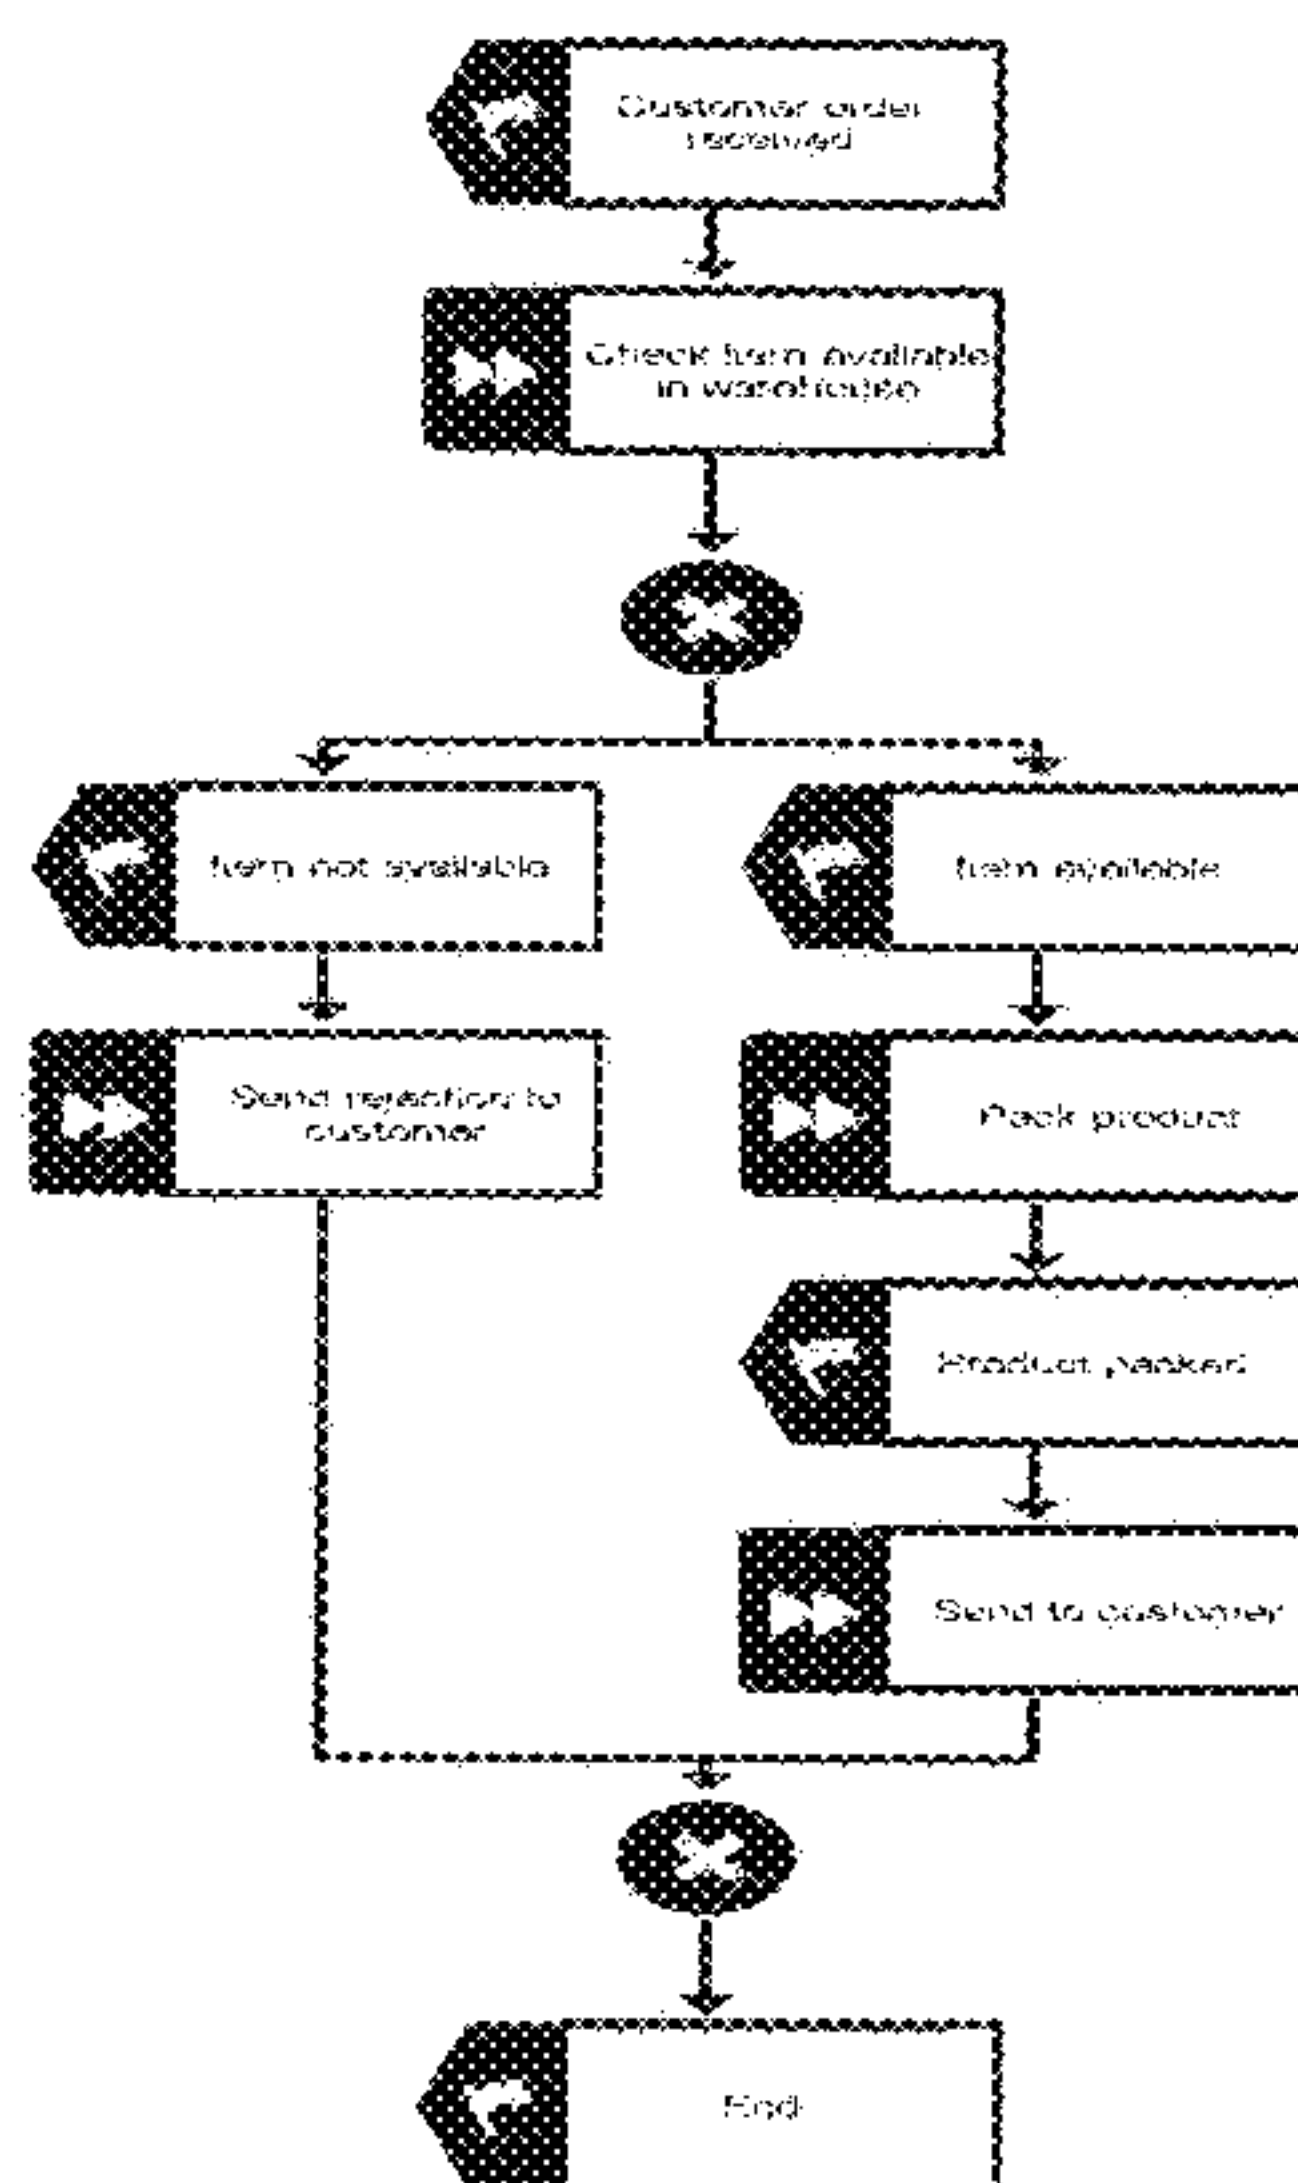 Customer order
received
Check item available
in warehouse
Item not available
Item available
Send rejection to
customer
Pack product
Product packed
Send to customer
End